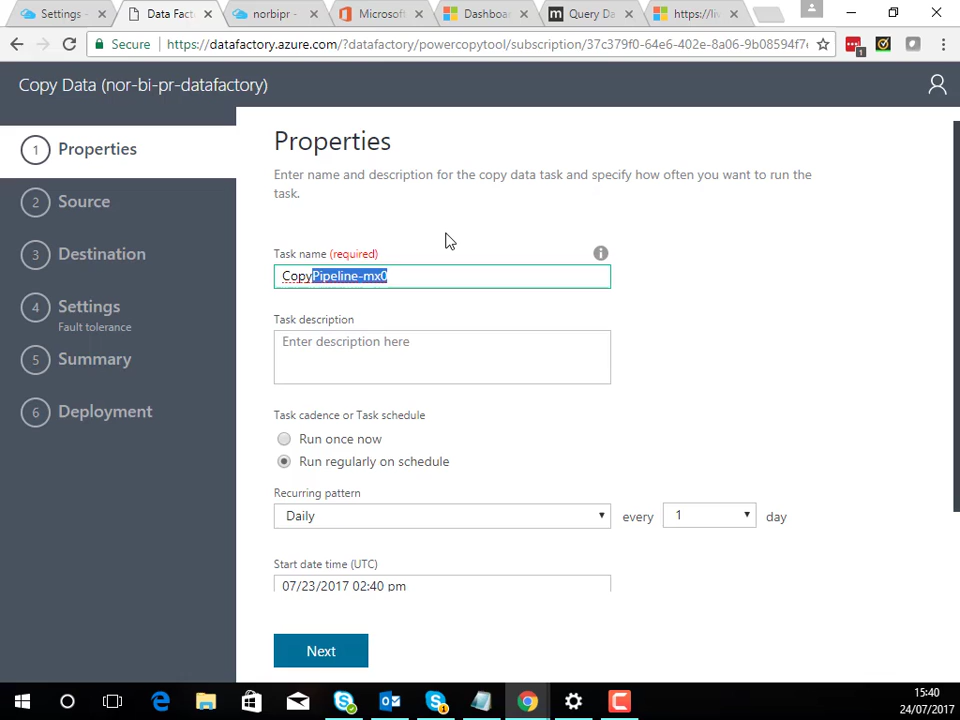 Settings -
Data Fact
norbipr -
Microsoft
Dashboa
Query Da
https://liv
Secure
https://datafactory.azure.com/?datafactory/powercopytool/subscription/37c379f0-64e6-402e-8a06-9b08594f7e
1
Copy Data (nor-bi-pr-datafactory)
1 Properties
2 Source
3 Destination
4 Settings
Fault tolerance
5 Summary
6 Deployment
Properties
Enter name and description for the copy data task and specify how often you want to run the
task.
Task name (required)
CopyPipeline-mx0
Task description
Enter description here
Task cadence or Task schedule
Run once now
Run regularly on schedule
Recurring pattern
Daily every 1 day
Start date time (UTC)
07/23/2017 02:40 pm
Next
15:40
24/07/2017